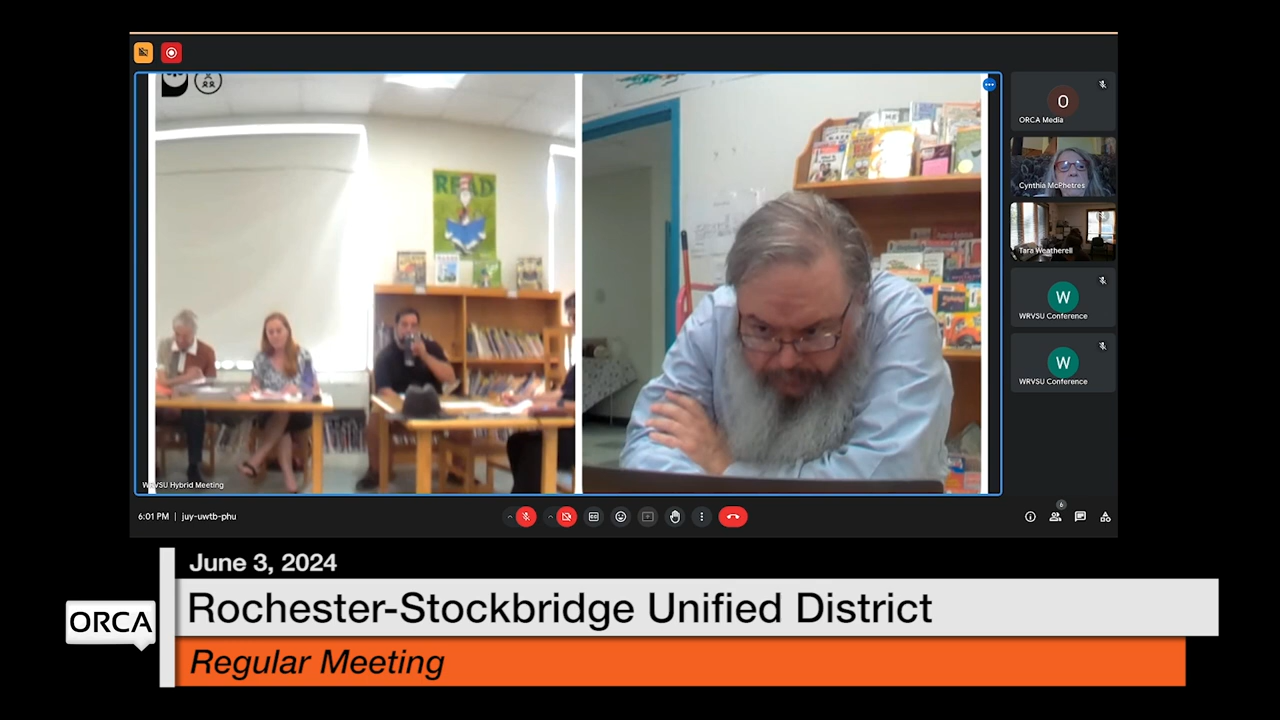 READ
O
ORCA Media
Cynthia McPhetres
Tara Weatherell
W
WRVSU Conference
W
WRVSU Conference
WRVSU Hybrid Meeting
6:01 PM | juy-uwtb-phu
6
June 3, 2024
Rochester-Stockbridge Unified District
ORCA
Regular Meeting